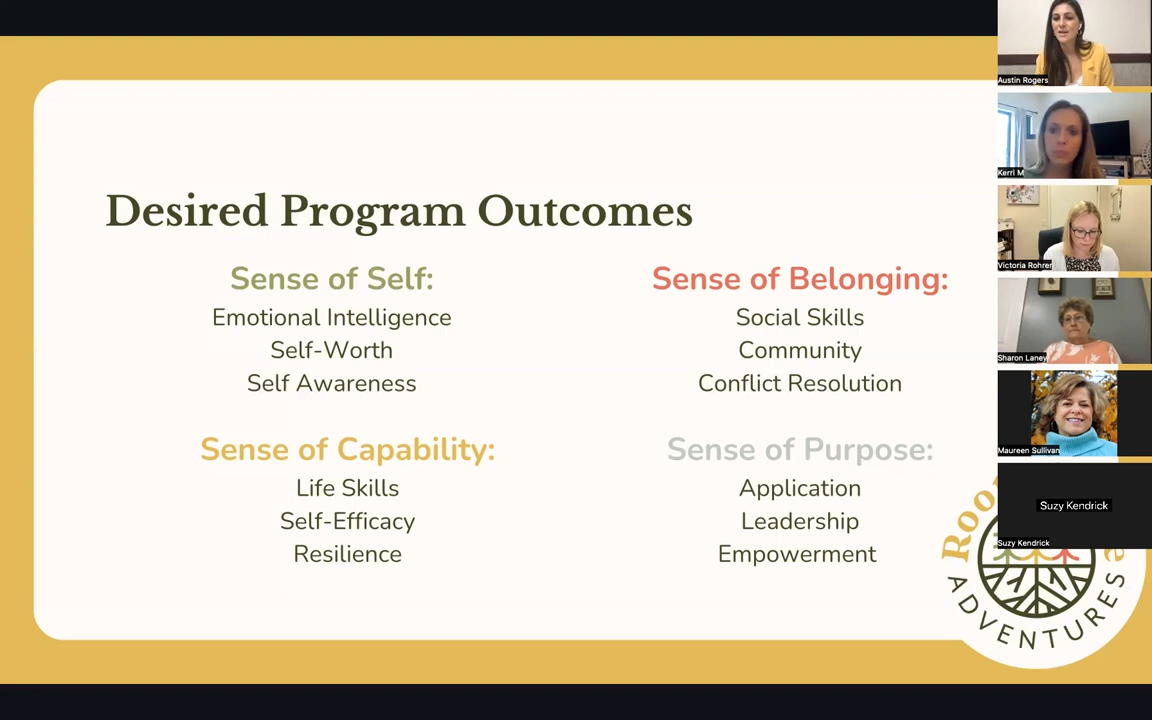 Desired Program Outcomes
Sense of Self:
Emotional Intelligence
Self-Worth
Self Awareness
Sense of Belonging:
Social Skills
Community
Conflict Resolution
Sense of Capability:
Life Skills
Self-Efficacy
Resilience
Sense of Purpose:
Application
Leadership
Empowerment
ADVENTURES
Austin Rogers
Kerri M
Victoria Rohrer
Sharon Laney
Maureen Sullivan
Suzy Kendrick
Suzy Kendrick